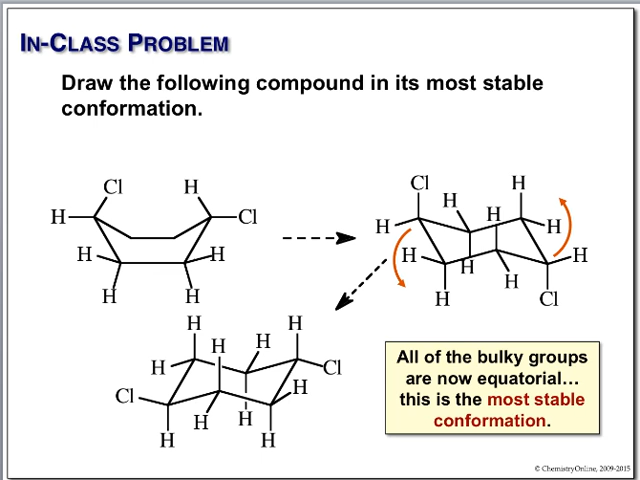 IN-CLASS PROBLEM
Draw the following compound in its most stable
conformation.
Cl H
H Cl
H H
H H
Cl H
H H H
H H
H H
H Cl
H H H
H Cl
Cl H
H H
H H
All of the bulky groups
are now equatorial...
this is the most stable
conformation.
© ChemistryOnline, 2009-2015